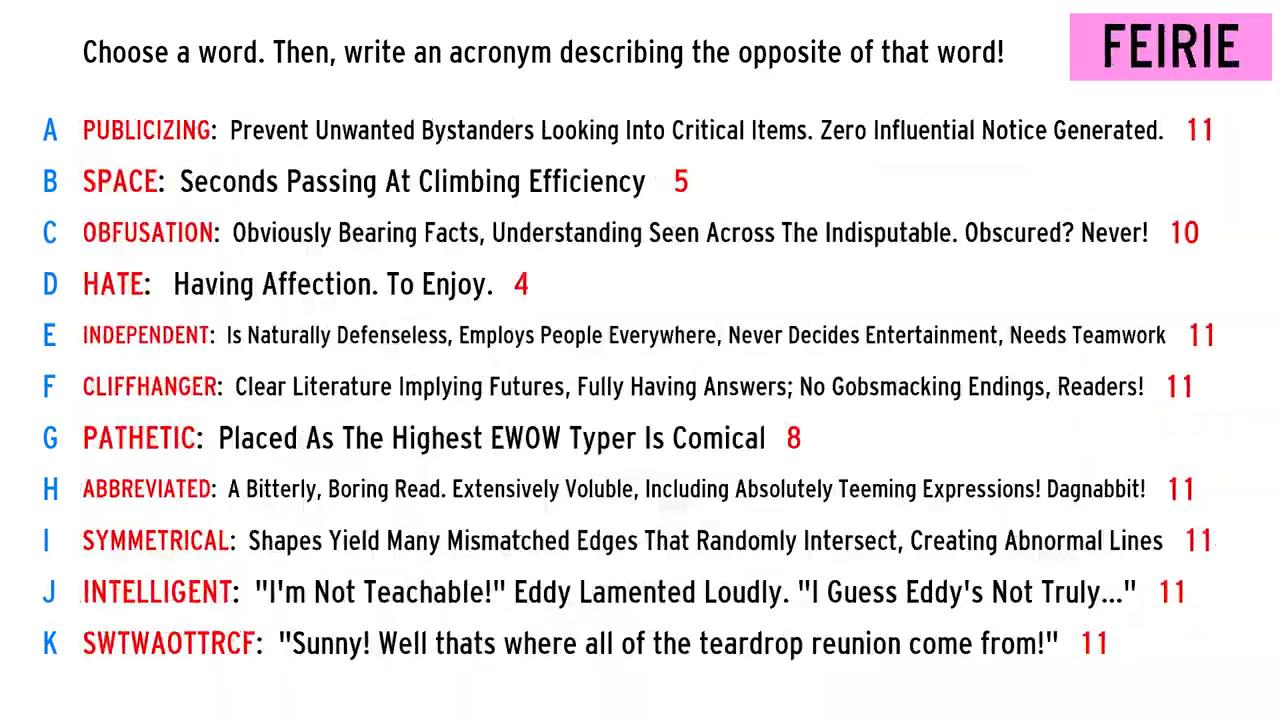 Choose a word. Then, write an acronym describing the opposite of that word!
FEIRIE
A PUBLICIZING: Prevent Unwanted Bystanders Looking Into Critical Items. Zero Influential Notice Generated. 11
B SPACE: Seconds Passing At Climbing Efficiency 5
C OBFUSATION: Obviously Bearing Facts, Understanding Seen Across The Indisputable. Obscured? Never! 10
D HATE: Having Affection. To Enjoy. 4
E INDEPENDENT: Is Naturally Defenseless, Employs People Everywhere, Never Decides Entertainment, Needs Teamwork 11
F CLIFFHANGER: Clear Literature Implying Futures, Fully Having Answers; No Gobsmacking Endings, Readers! 11
G PATHETIC: Placed As The Highest EWOW Typer Is Comical 8
H ABBREVIATED: A Bitterly, Boring Read. Extensively Voluble, Including Absolutely Teeming Expressions! Dagnabbit! 11
I SYMMETRICAL: Shapes Yield Many Mismatched Edges That Randomly Intersect, Creating Abnormal Lines 11
J INTELLIGENT: "I'm Not Teachable!" Eddy Lamented Loudly. "I Guess Eddy's Not Truly..." 11
K SWTWAOTTRCF: "Sunny! Well thats where all of the teardrop reunion come from!" 11